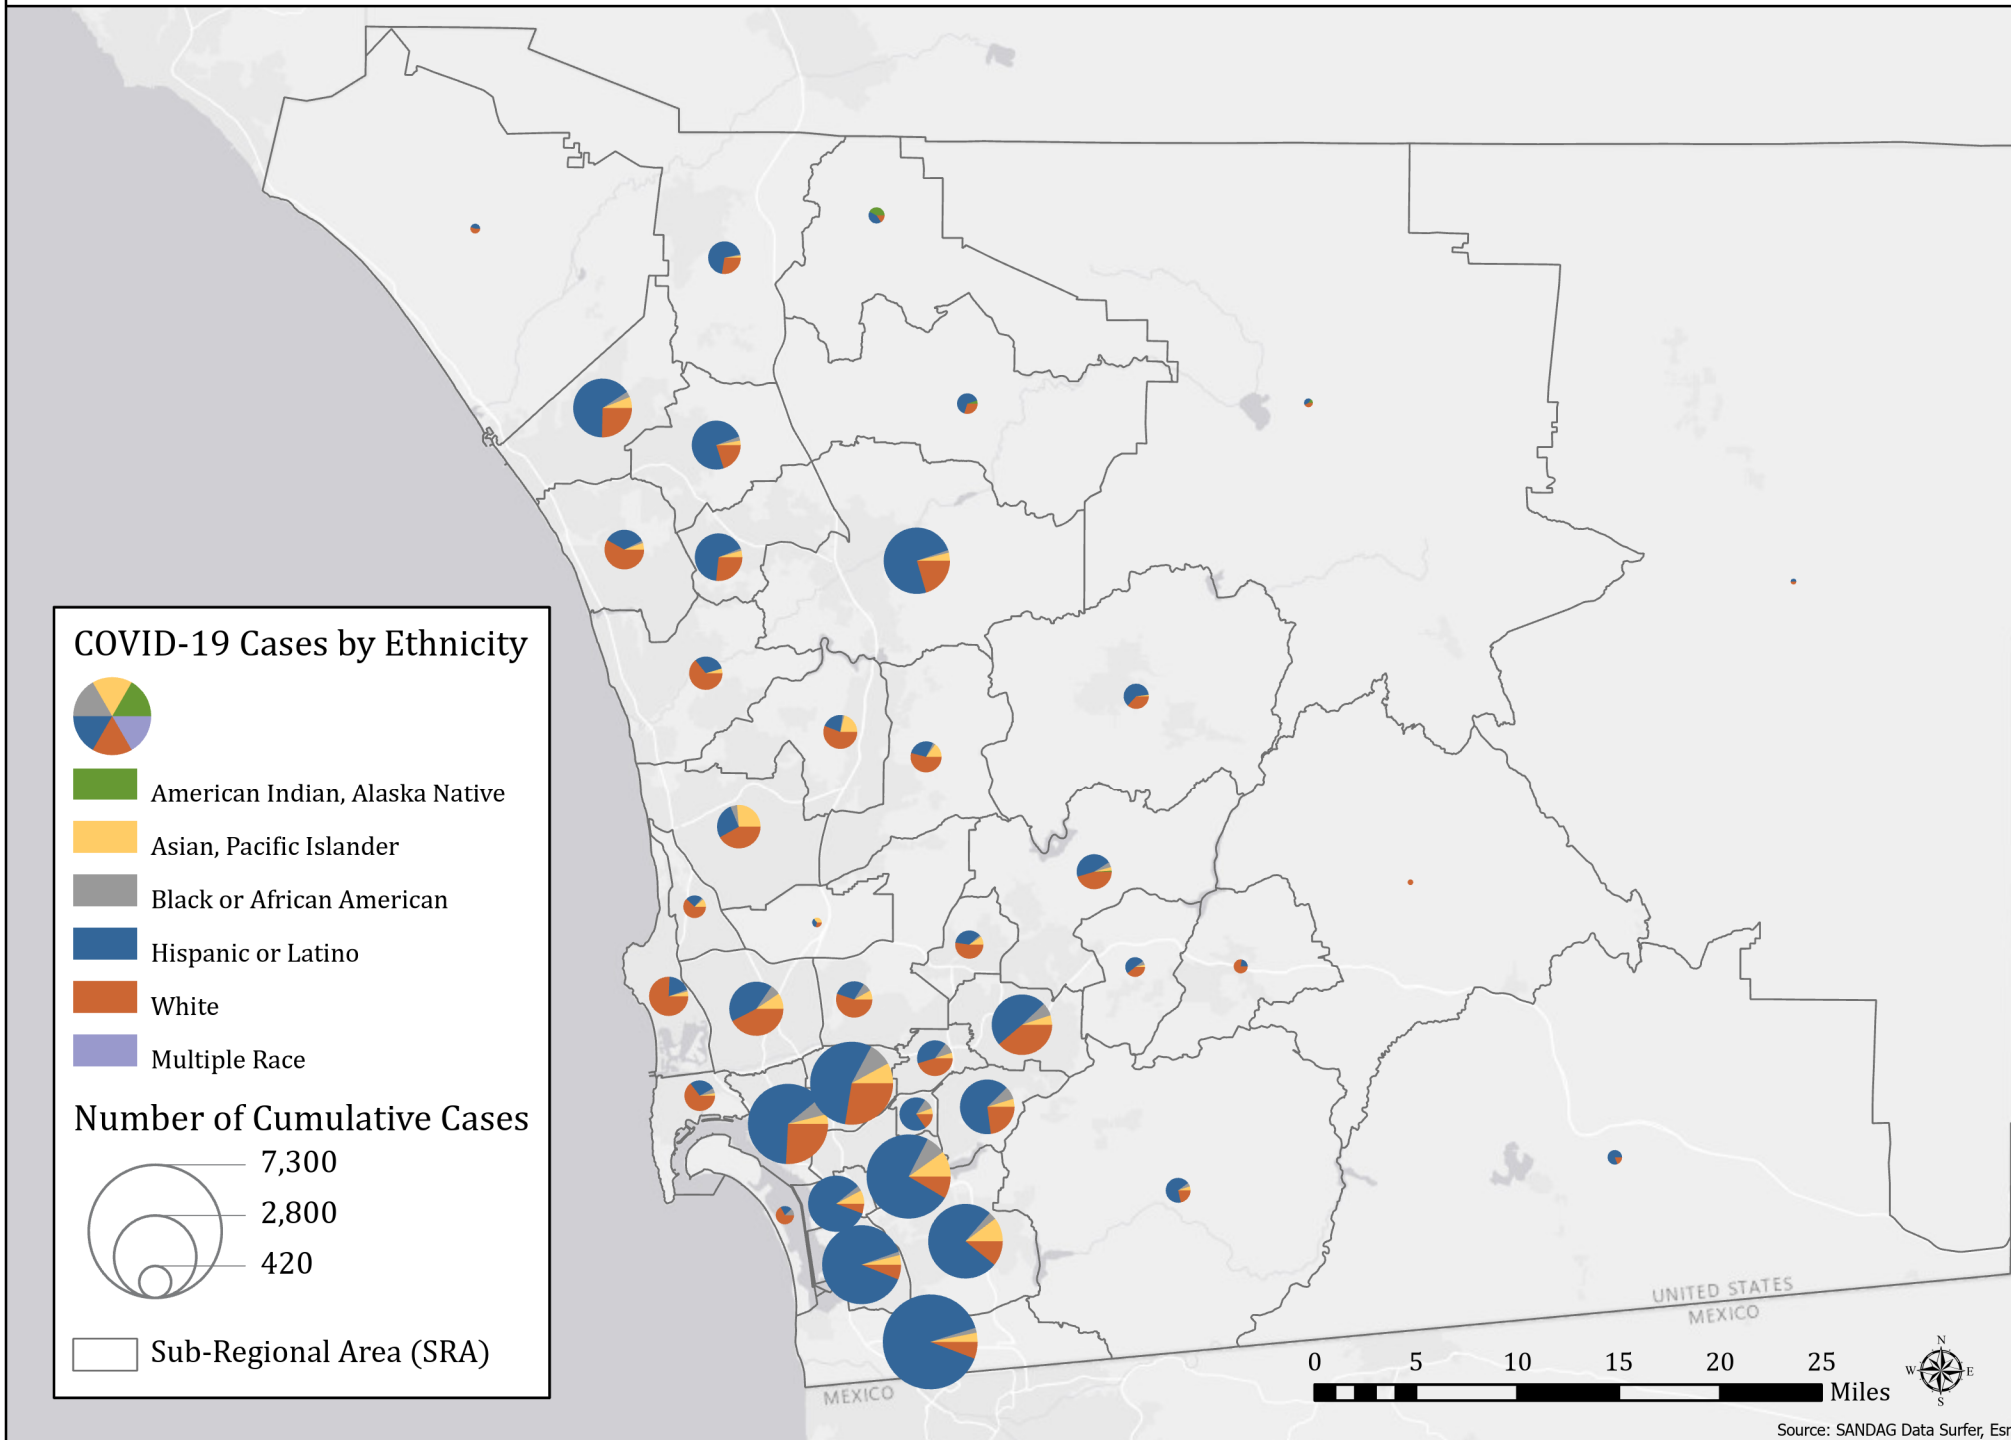 COVID-19 Cases by Ethnicity
American Indian, Alaska Native
Asian, Pacific Islander
Black or African American
Hispanic or Latino
White
Multiple Race
Number of Cumulative Cases
7,300
2,800
420
Sub-Regional Area (SRA)
UNITED STATES
MEXICO
MEXICO
0 5 10 15 20 25
Miles
N
W E
S
Source: SANDAG Data Surfer, Esr